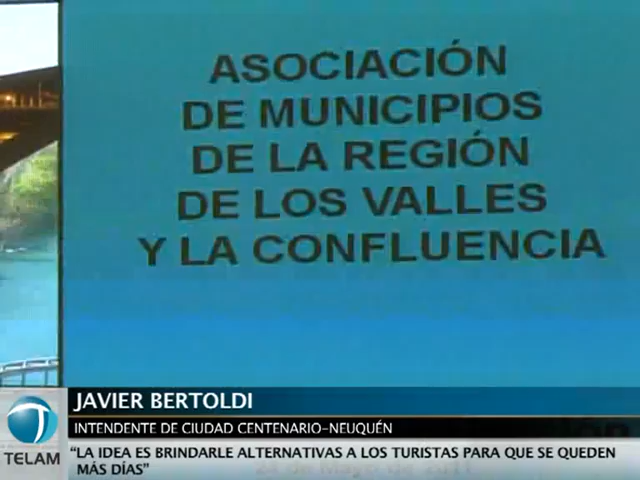 ASOCIACIÓN
DE MUNICIPIOS
DE LA REGIÓN
DE LOS VALLES
Y LA CONFLUENCIA
JAVIER BERTOLDI
INTENDENTE DE CIUDAD CENTENARIO-NEUQUÉN
TELAM
"LA IDEA ES BRINDARLE ALTERNATIVAS A LOS TURISTAS PARA QUE SE QUEDEN
MÁS DÍAS"